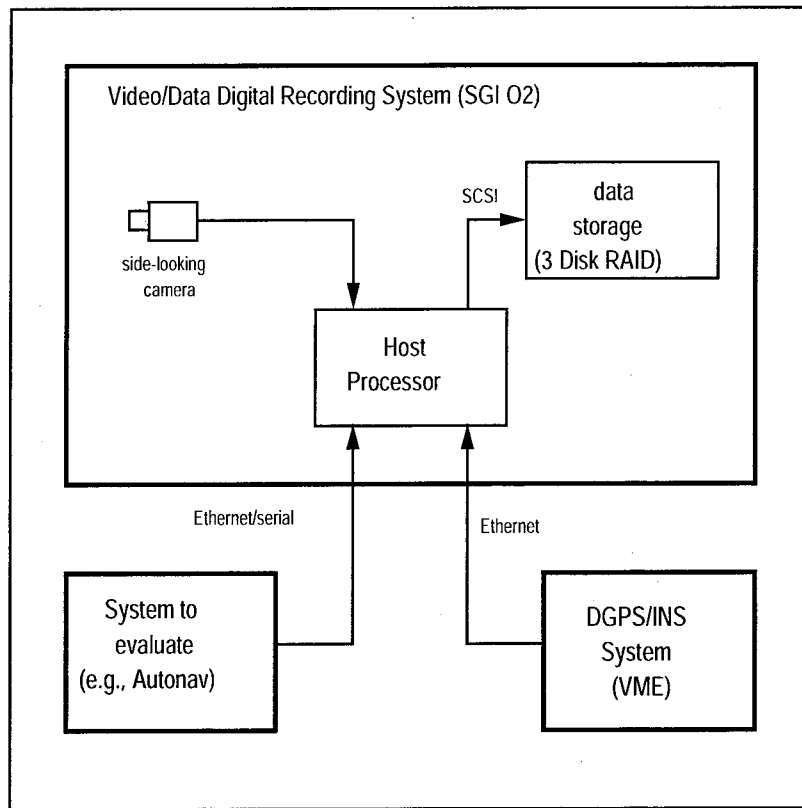 Video/Data Digital Recording System (SGI O2)
side-looking
camera
SCSI
data
storage
(3 Disk RAID)
Host
Processor
Ethernet/serial
Ethernet
System to
evaluate
(e.g., Autonav)
DGPS/INS
System
(VME)